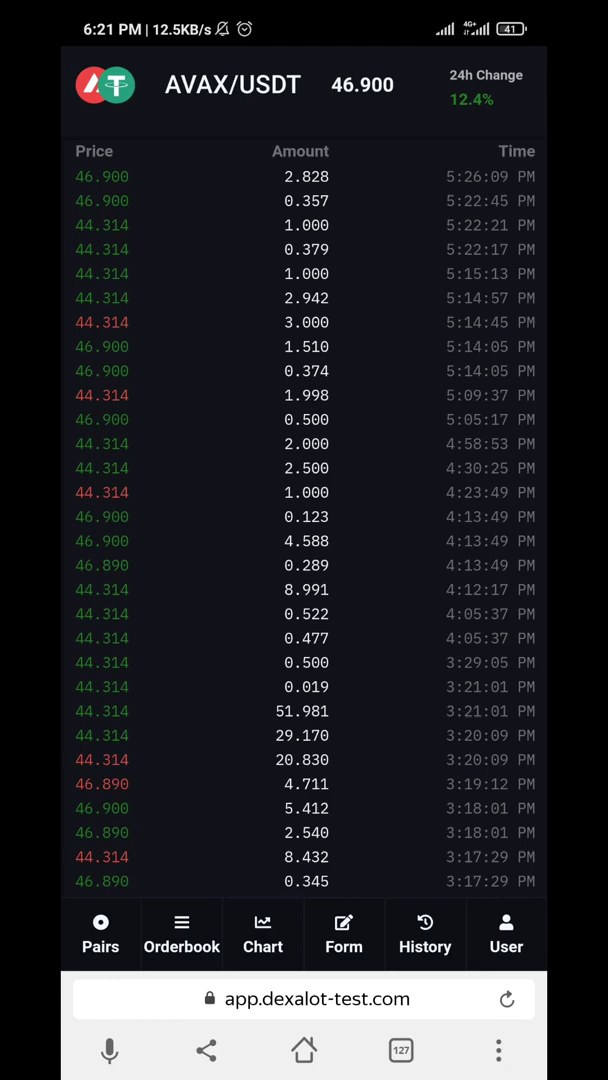 6:21 PM | 12.5KB/s 4G+ 41
AVAX/USDT 46.900 24h Change
12.4%
Price Amount Time
46.900 2.828 5:26:09 PM
46.900 0.357 5:22:45 PM
44.314 1.000 5:22:21 PM
44.314 0.379 5:22:17 PM
44.314 1.000 5:15:13 PM
44.314 2.942 5:14:57 PM
44.314 3.000 5:14:45 PM
46.900 1.510 5:14:05 PM
46.900 0.374 5:14:05 PM
44.314 1.998 5:09:37 PM
46.900 0.500 5:05:17 PM
44.314 2.000 4:58:53 PM
44.314 2.500 4:30:25 PM
44.314 1.000 4:23:49 PM
46.900 0.123 4:13:49 PM
46.900 4.588 4:13:49 PM
46.890 0.289 4:13:49 PM
44.314 8.991 4:12:17 PM
44.314 0.522 4:05:37 PM
44.314 0.477 4:05:37 PM
44.314 0.500 3:29:05 PM
44.314 0.019 3:21:01 PM
44.314 51.981 3:21:01 PM
44.314 29.170 3:20:09 PM
44.314 20.830 3:20:09 PM
46.890 4.711 3:19:12 PM
46.900 5.412 3:18:01 PM
46.890 2.540 3:18:01 PM
44.314 8.432 3:17:29 PM
46.890 0.345 3:17:29 PM
Pairs Orderbook Chart Form History User
app.dexalot-test.com
127